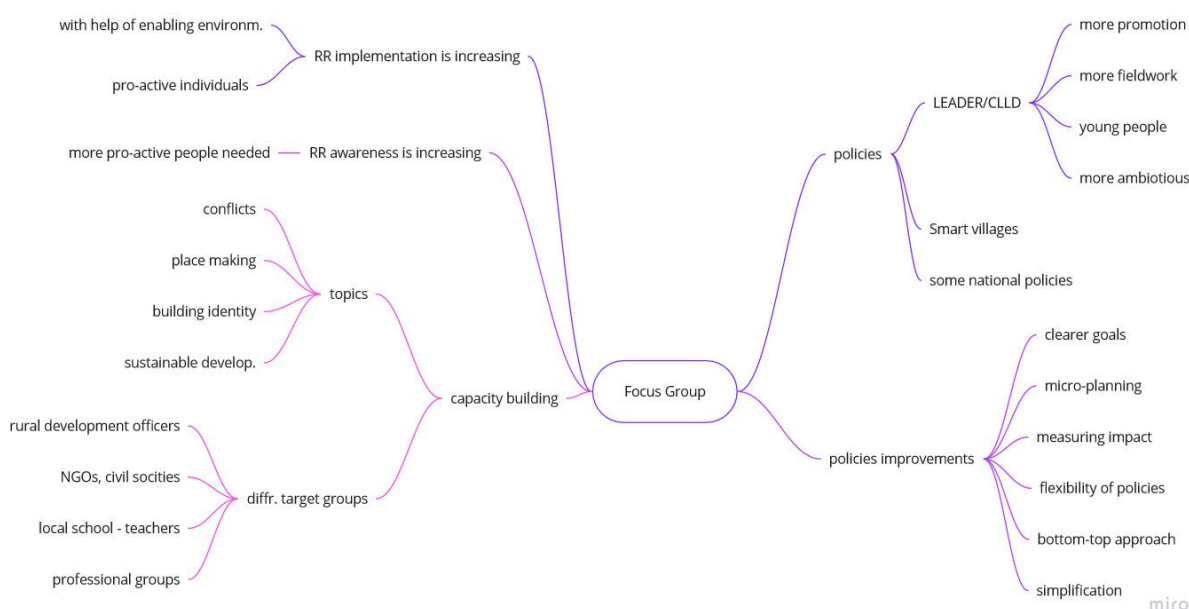 with help of enabling environm.
pro-active individuals
RR implementation is increasing
more pro-active people needed
RR awareness is increasing
conflicts
place making
building identity
sustainable develop.
topics
rural development officers
NGOs, civil socities
local school - teachers
professional groups
diffr. target groups
capacity building
Focus Group
policies
LEADER/CLLD
more promotion
more fieldwork
young people
more ambiotious
Smart villages
some national policies
policies improvements
clearer goals
micro-planning
measuring impact
flexibility of policies
bottom-top approach
simplification
miro